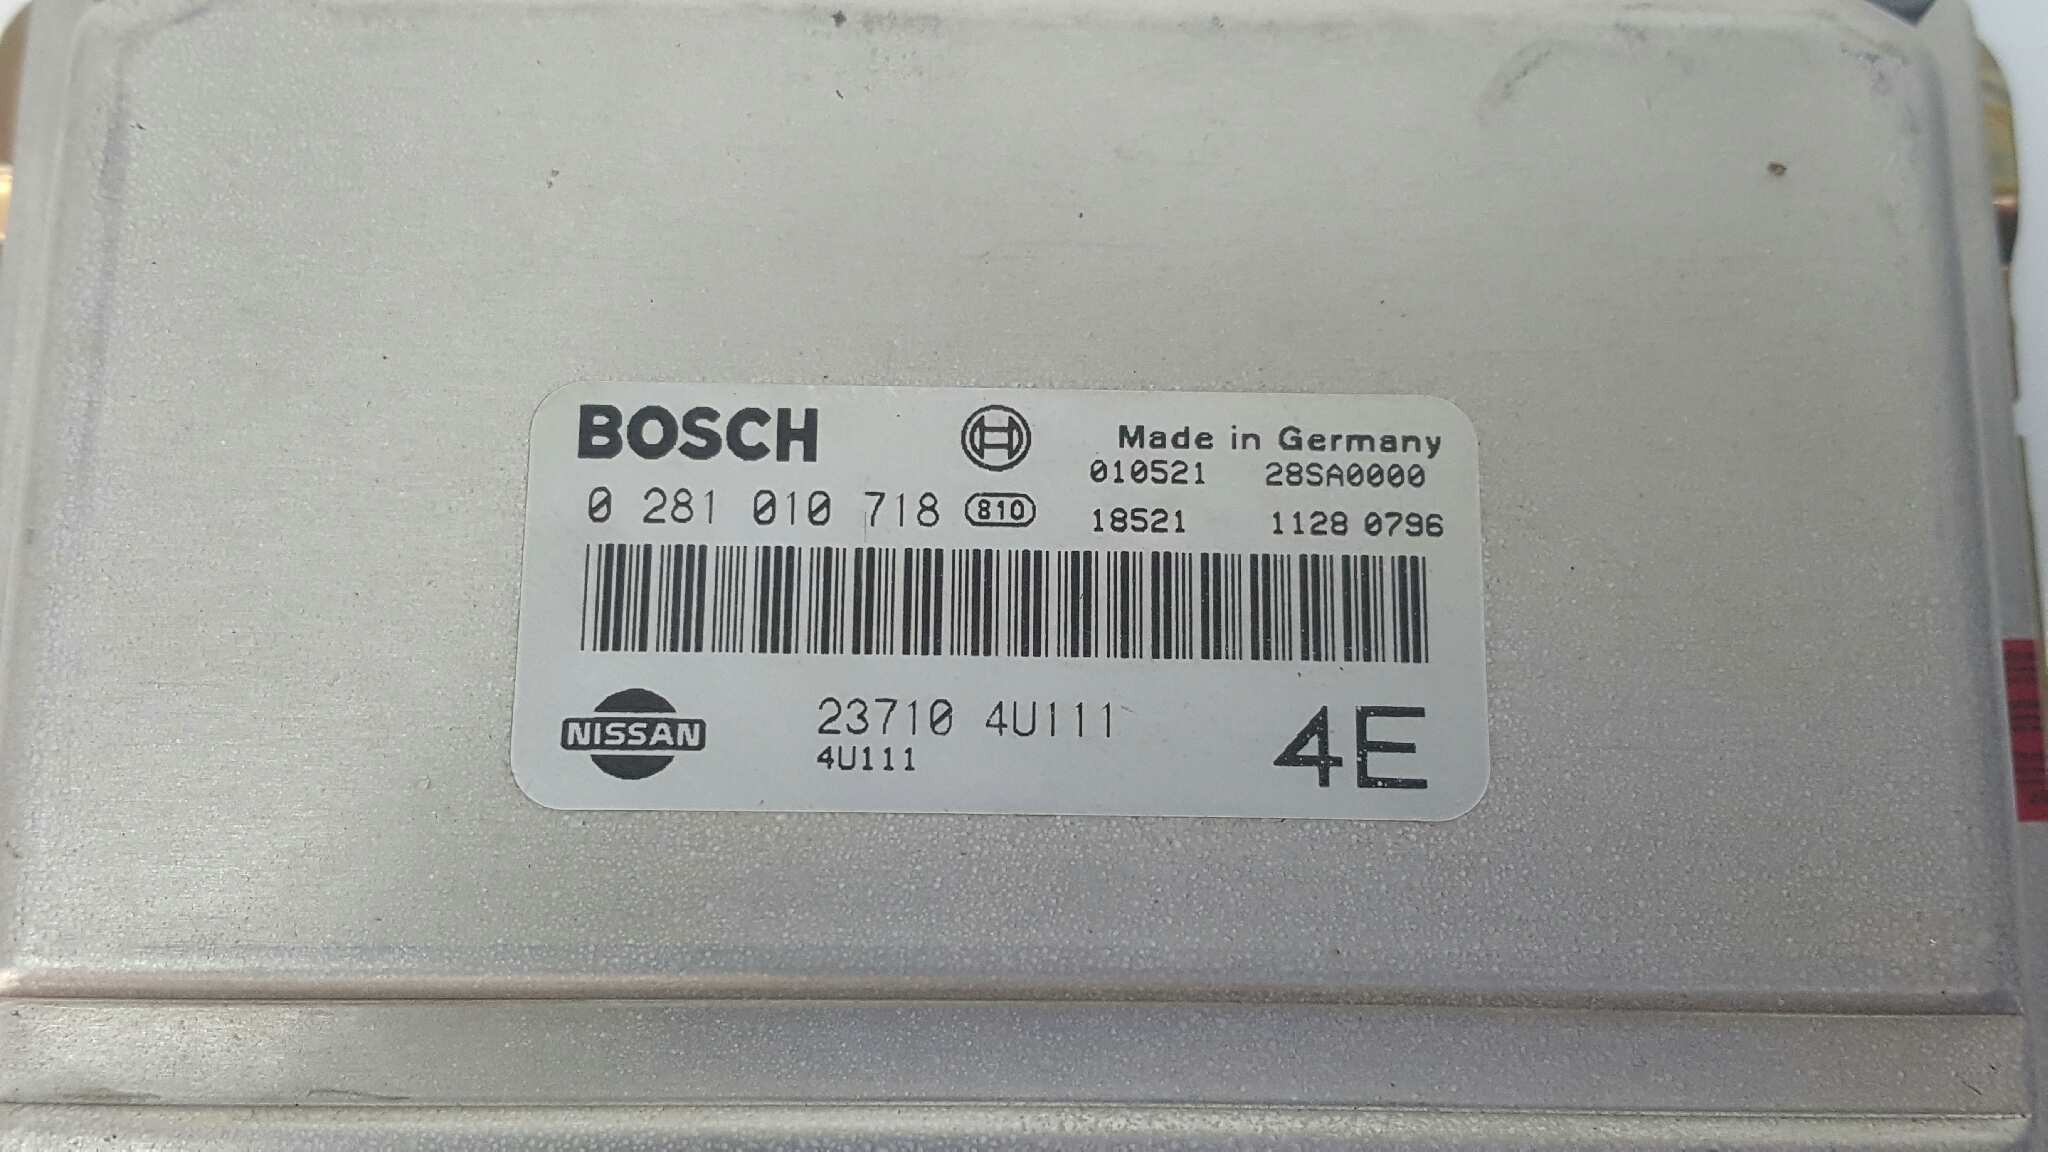 BOSCH
Made in Germany
010521 28SA0000
0 281 010 718 810
18521 1128 0796
NISSAN
23710 4U111
4U111
4E